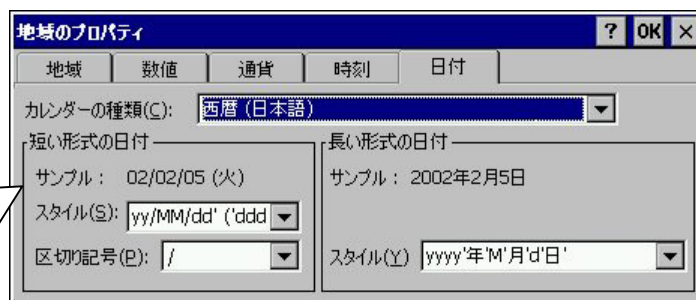 地域のプロパティ ? OK ×
地域 数値 通貨 時刻 日付
カレンダーの種類(C): 西暦 (日本語)
短い形式の日付
サンプル : 02/02/05 (火)
スタイル(S): yy/MM/dd' ('ddd
区切り記号(P): /
長い形式の日付
サンプル : 2002年2月5日
スタイル(Y) yyyy'年'M'月'd'日'